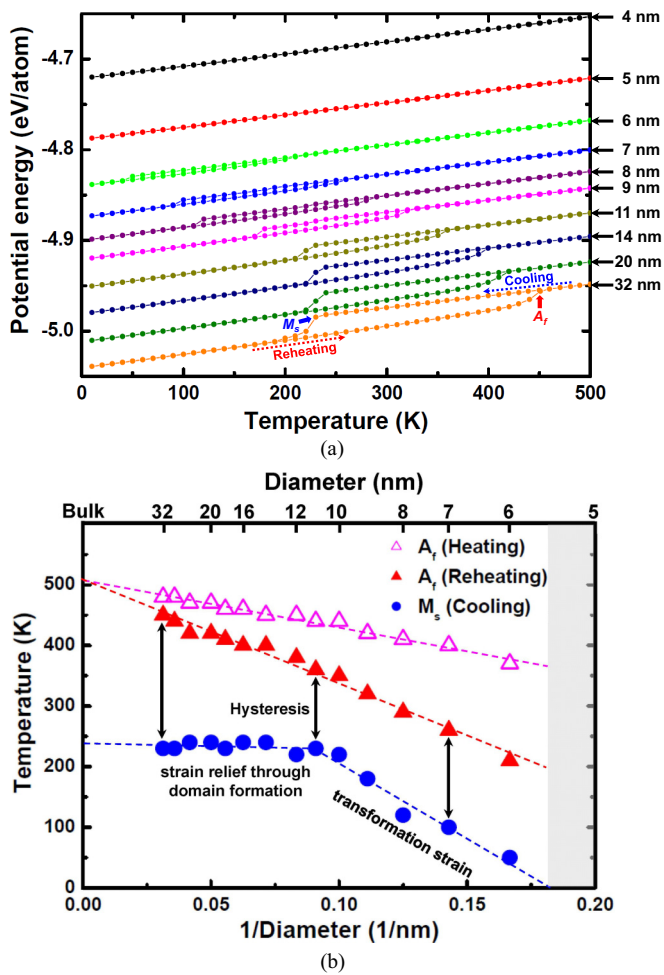 -4.7
-4.8
-4.9
-5.0
Potential energy (eV/atom)
4 nm
5 nm
6 nm
7 nm
8 nm
9 nm
11 nm
14 nm
20 nm
32 nm
Cooling
Ms
Af
Reheating
0 100 200 300 400 500
Temperature (K)
(a)
Diameter (nm)
Bulk 32 20 16 12 10 8 7 6 5
Af (Heating)
Af (Reheating)
Ms (Cooling)
500
400
300
200
100
0
Temperature (K)
Hysteresis
strain relief through
domain formation
transformation strain
0.00 0.05 0.10 0.15 0.20
1/Diameter (1/nm)
(b)